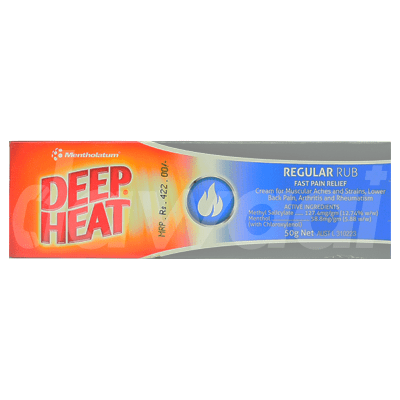 Mentholatum
DEEP
HEAT
MRP. Rs. 422.00/-
REGULAR RUB
FAST PAIN RELIEF
Cream for Muscular Aches and Strains, Lower
Back Pain, Arthritis and Rheumatism
ACTIVE INGREDIENTS
Methyl Salicylate
Menthol
(with Chloroxylenol)
50g Net
dawaai